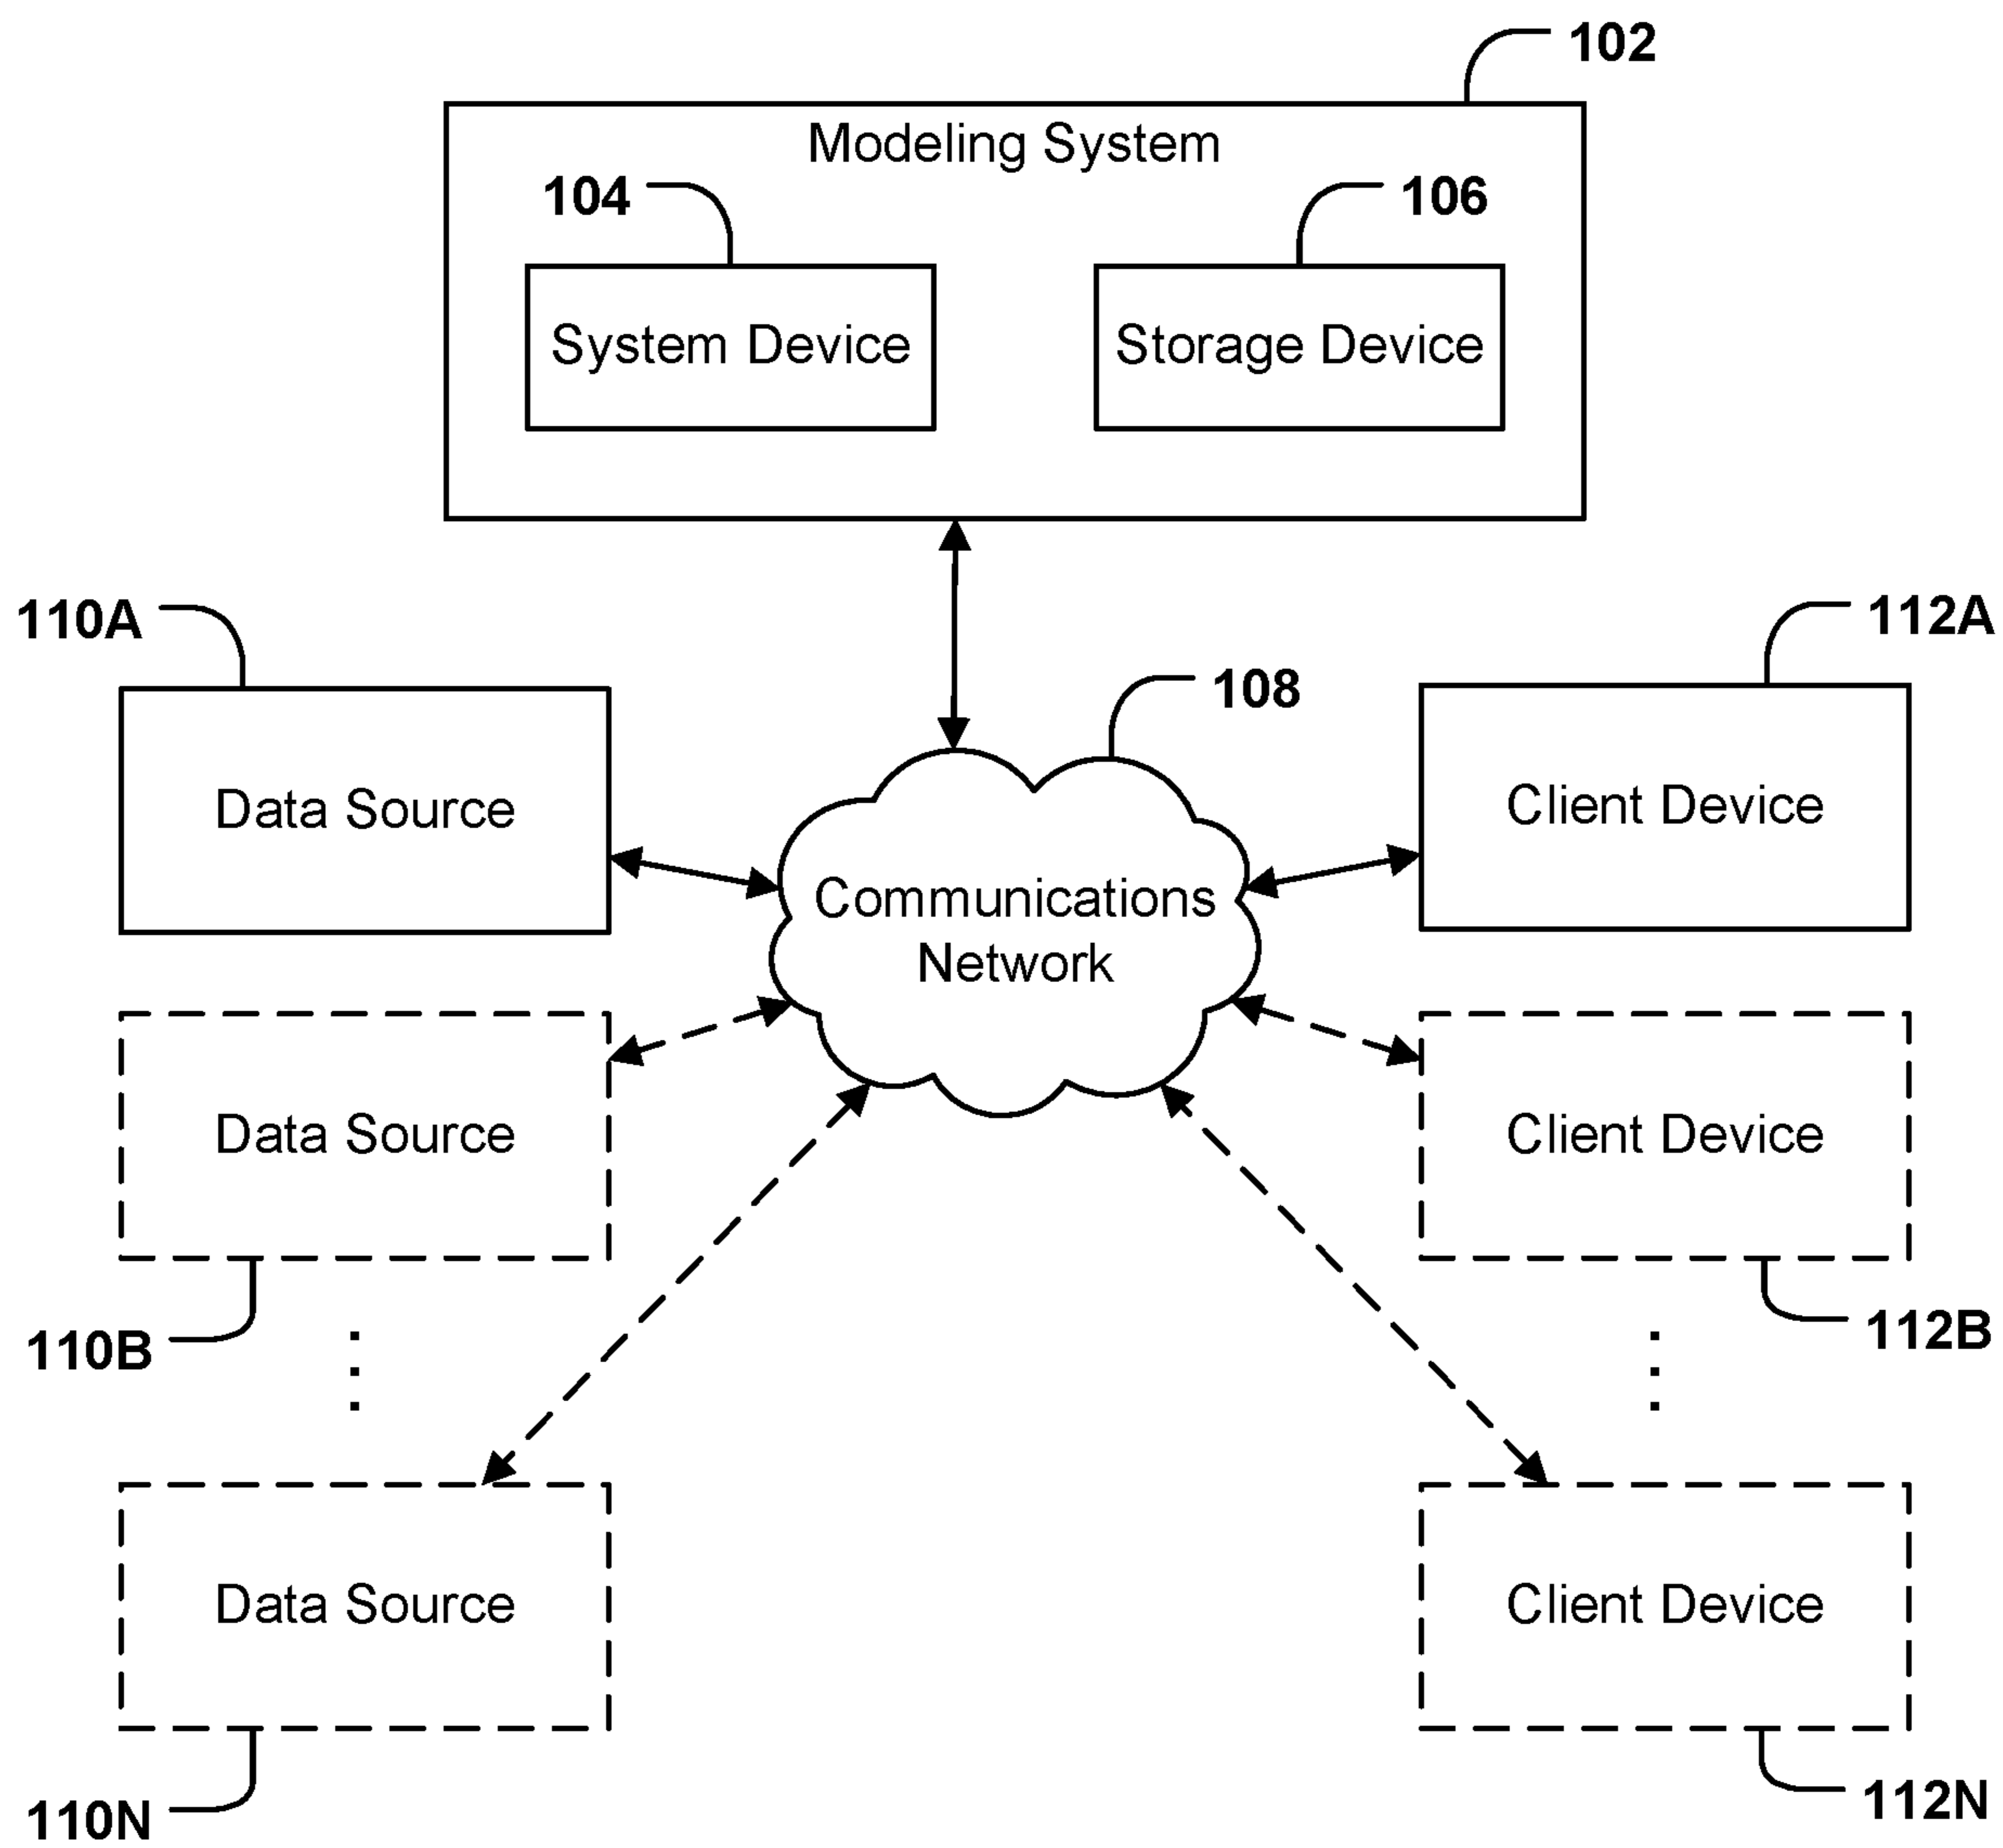 102
Modeling System
104
106
System Device
Storage Device
110A
112A
108
Data Source
Client Device
Communications
Network
Data Source
Client Device
110B
112B
Data Source
Client Device
110N
112N